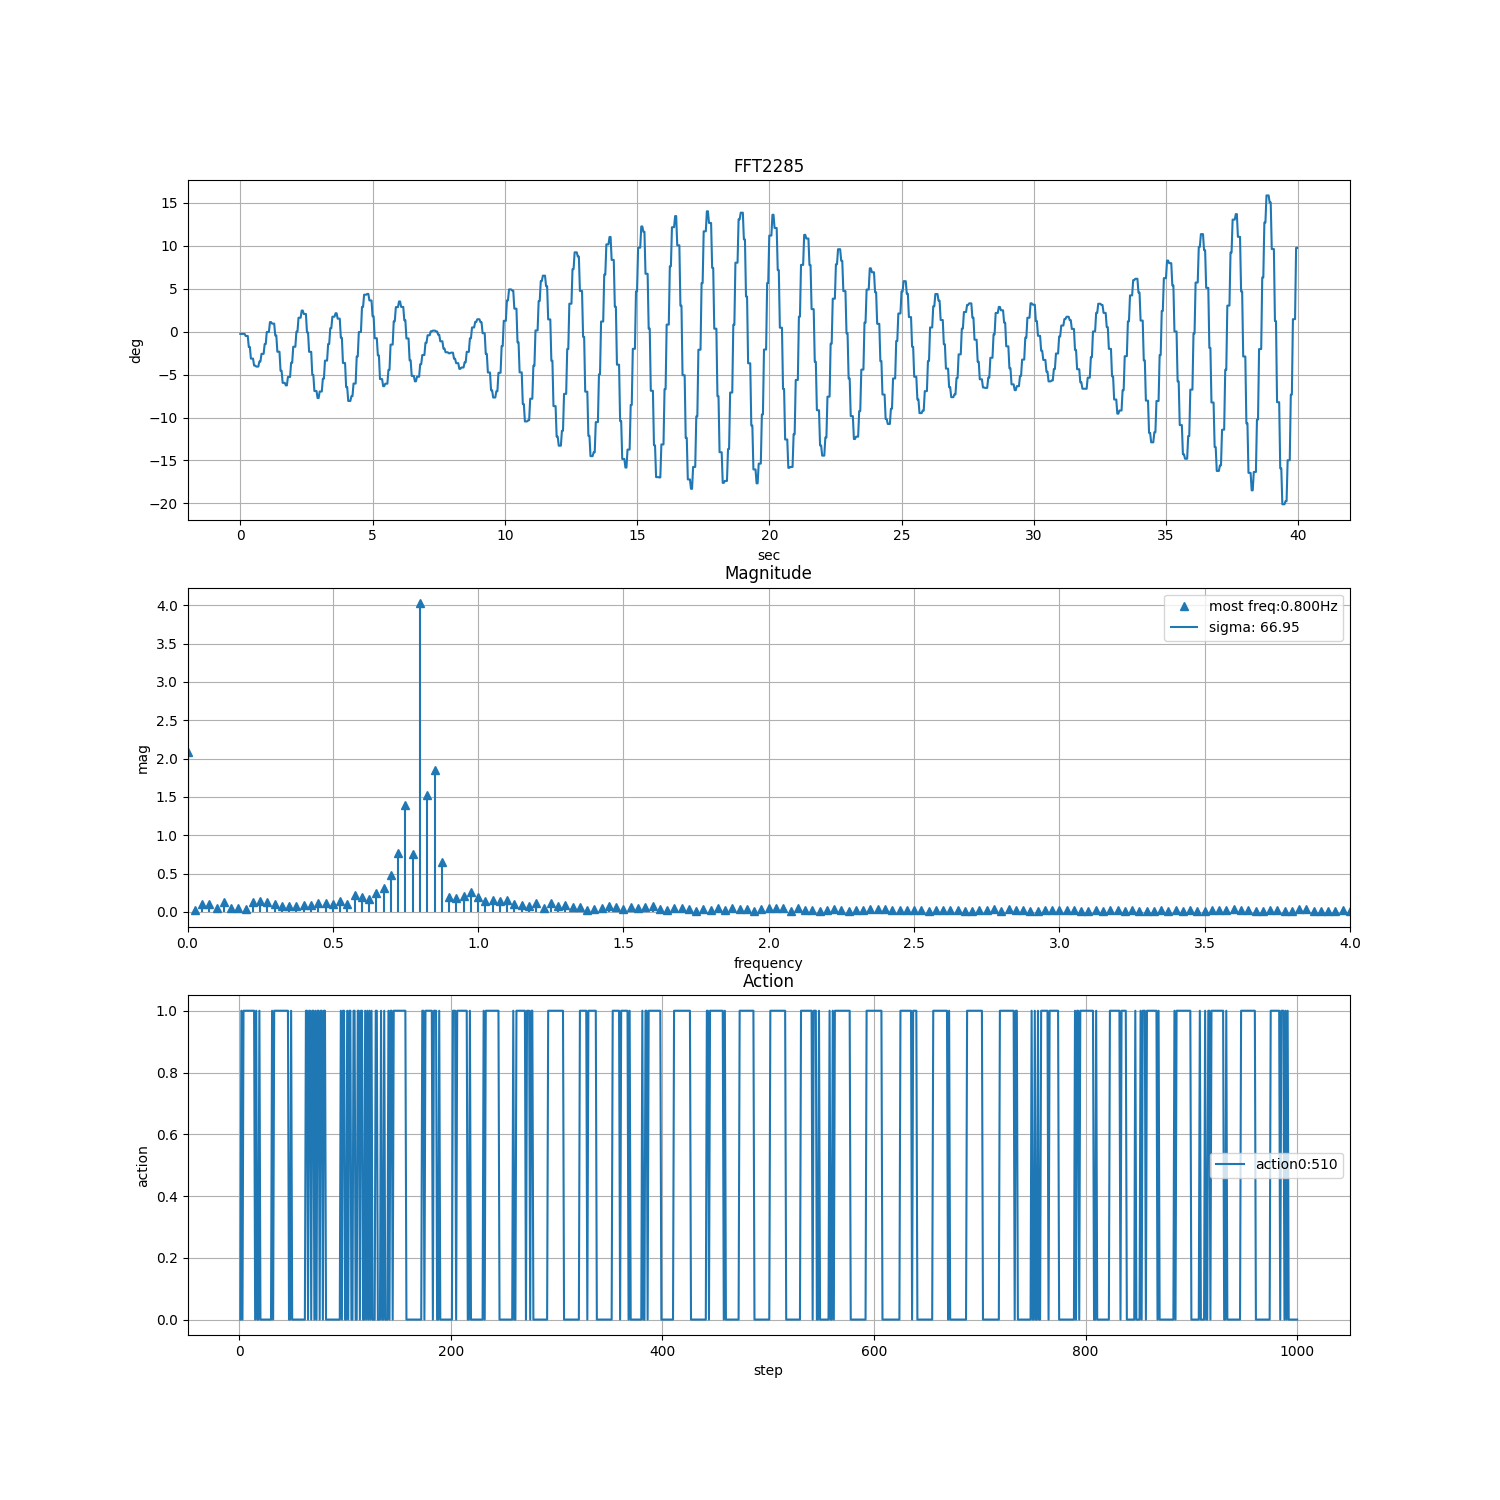 FFT2285
15
10
5
0
−5
−10
−15
−20
deg
0 5 10 15 20 25 30 35 40
sec
Magnitude
4.0
3.5
3.0
2.5
2.0
1.5
1.0
0.5
0.0
mag
most freq:0.800Hz
sigma: 66.95
0.0 0.5 1.0 1.5 2.0 2.5 3.0 3.5 4.0
frequency
Action
1.0
0.8
0.6
0.4
0.2
0.0
action
action0:510
0 200 400 600 800 1000
step